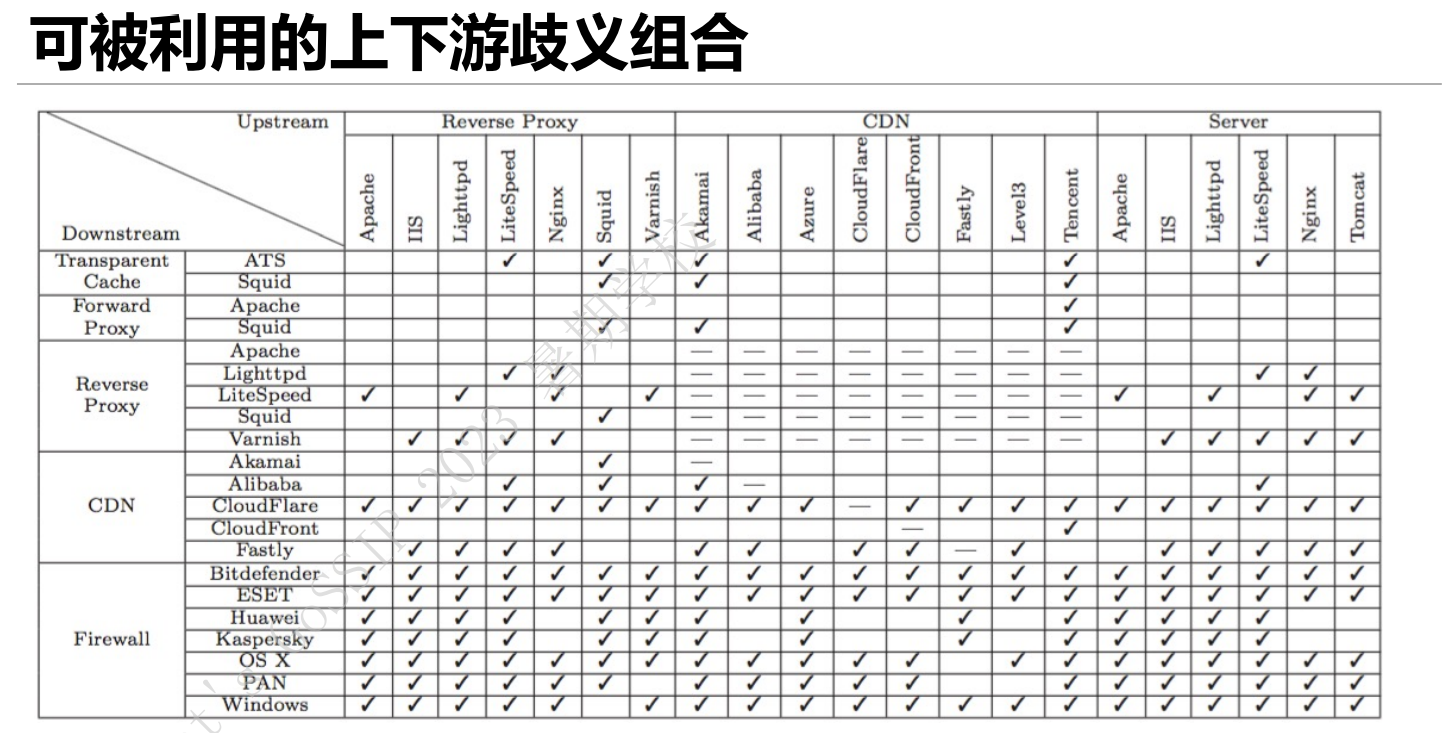 可被利用的上下游歧义组合
Upstream Reverse Proxy CDN Server
Downstream Apache IIS Lighttpd LiteSpeed Nginx Squid Varnish Akamai Alibaba Azure CloudFlare CloudFront Fastly Level3 Tencent Apache IIS Lighttpd LiteSpeed Nginx Tomcat
Transparent Cache
ATS ✓ ✓ ✓ ✓ ✓
Squid ✓ ✓ ✓
Forward Proxy
Apache ✓
Squid ✓ ✓ ✓
Reverse Proxy
Apache — — — — — — — —
Lighttpd ✓ ✓ — — — — — — — — ✓ ✓
LiteSpeed ✓ ✓ ✓ ✓ — — — — — — — — ✓ ✓ ✓ ✓
Squid ✓ — — — — — — — —
Varnish ✓ ✓ ✓ ✓ — — — — — — — — ✓ ✓ ✓ ✓ ✓
CDN
Akamai ✓ —
Alibaba ✓ ✓ ✓ — ✓
CloudFlare ✓ ✓ ✓ ✓ ✓ ✓ ✓ ✓ ✓ ✓ — ✓ ✓ ✓ ✓ ✓ ✓ ✓ ✓ ✓ ✓
CloudFront — ✓
Fastly ✓ ✓ ✓ ✓ ✓ ✓ ✓ ✓ — ✓ ✓ ✓ ✓ ✓ ✓
Firewall
Bitdefender ✓ ✓ ✓ ✓ ✓ ✓ ✓ ✓ ✓ ✓ ✓ ✓ ✓ ✓ ✓ ✓ ✓ ✓ ✓ ✓ ✓
ESET ✓ ✓ ✓ ✓ ✓ ✓ ✓ ✓ ✓ ✓ ✓ ✓ ✓ ✓ ✓ ✓ ✓ ✓ ✓ ✓ ✓
Huawei ✓ ✓ ✓ ✓ ✓ ✓ ✓ ✓ ✓ ✓ ✓ ✓ ✓ ✓
Kaspersky ✓ ✓ ✓ ✓ ✓ ✓ ✓ ✓ ✓ ✓ ✓ ✓ ✓ ✓
OS X ✓ ✓ ✓ ✓ ✓ ✓ ✓ ✓ ✓ ✓ ✓ ✓ ✓ ✓ ✓ ✓ ✓ ✓ ✓ ✓
PAN ✓ ✓ ✓ ✓ ✓ ✓ ✓ ✓ ✓ ✓ ✓ ✓ ✓ ✓ ✓ ✓ ✓ ✓
Windows ✓ ✓ ✓ ✓ ✓ ✓ ✓ ✓ ✓ ✓ ✓ ✓ ✓ ✓ ✓ ✓ ✓ ✓ ✓ ✓
GoSSIP 2023 暑期学校